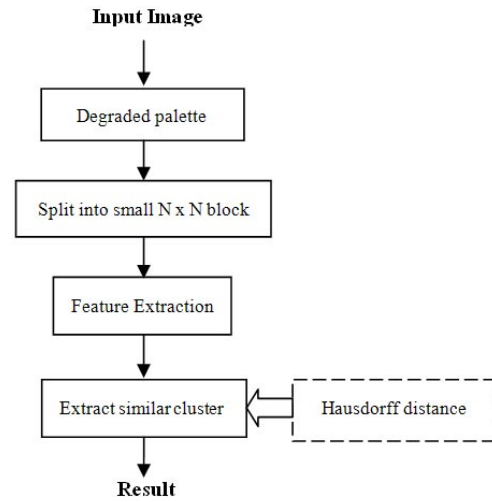 Input Image
Degraded palette
Split into small N x N block
Feature Extraction
Extract similar cluster
Hausdorff distance
Result